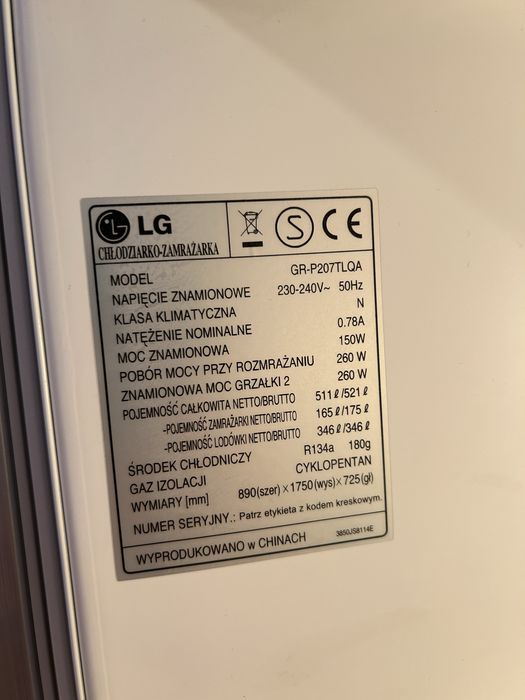 LG
CHŁODZIARKO-ZAMRAŻARKA
S CE
MODEL GR-P207TLQA
NAPIĘCIE ZNAMIONOWE 230-240V~ 50Hz
KLASA KLIMATYCZNA N
NATĘŻENIE NOMINALNE 0.78A
MOC ZNAMIONOWA 150W
POBÓR MOCY PRZY ROZMRAŻANIU 260 W
ZNAMIONOWA MOC GRZAŁKI 2 260 W
POJEMNOŚĆ CAŁKOWITA NETTO/BRUTTO 511ℓ/521ℓ
-POJEMNOŚĆ ZAMRAŻARKI NETTO/BRUTTO 165ℓ/175ℓ
-POJEMNOŚĆ LODÓWKI NETTO/BRUTTO 346ℓ/346ℓ
ŚRODEK CHŁODNICZY R134a 180g
GAZ IZOLACJI CYKLOPENTAN
WYMIARY [mm] 890(szer)×1750(wys)×725(gł)
NUMER SERYJNY.: Patrz etykieta z kodem kreskowym.
WYPRODUKOWANO w CHINACH 3850JS8114E